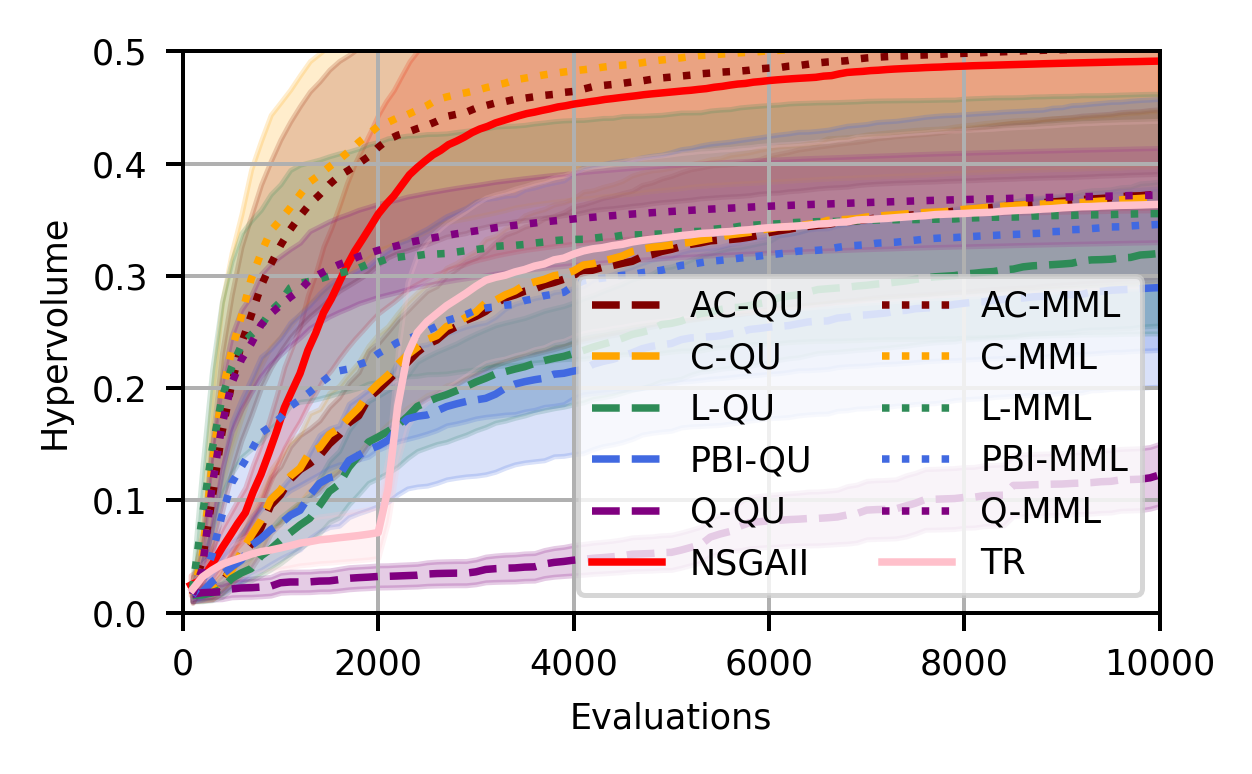 0.5
0.4
0.3
0.2
0.1
0.0
Hypervolume
AC-QU AC-MML
C-QU C-MML
L-QU L-MML
PBI-QU PBI-MML
Q-QU Q-MML
NSGAII TR
0 2000 4000 6000 8000 10000
Evaluations